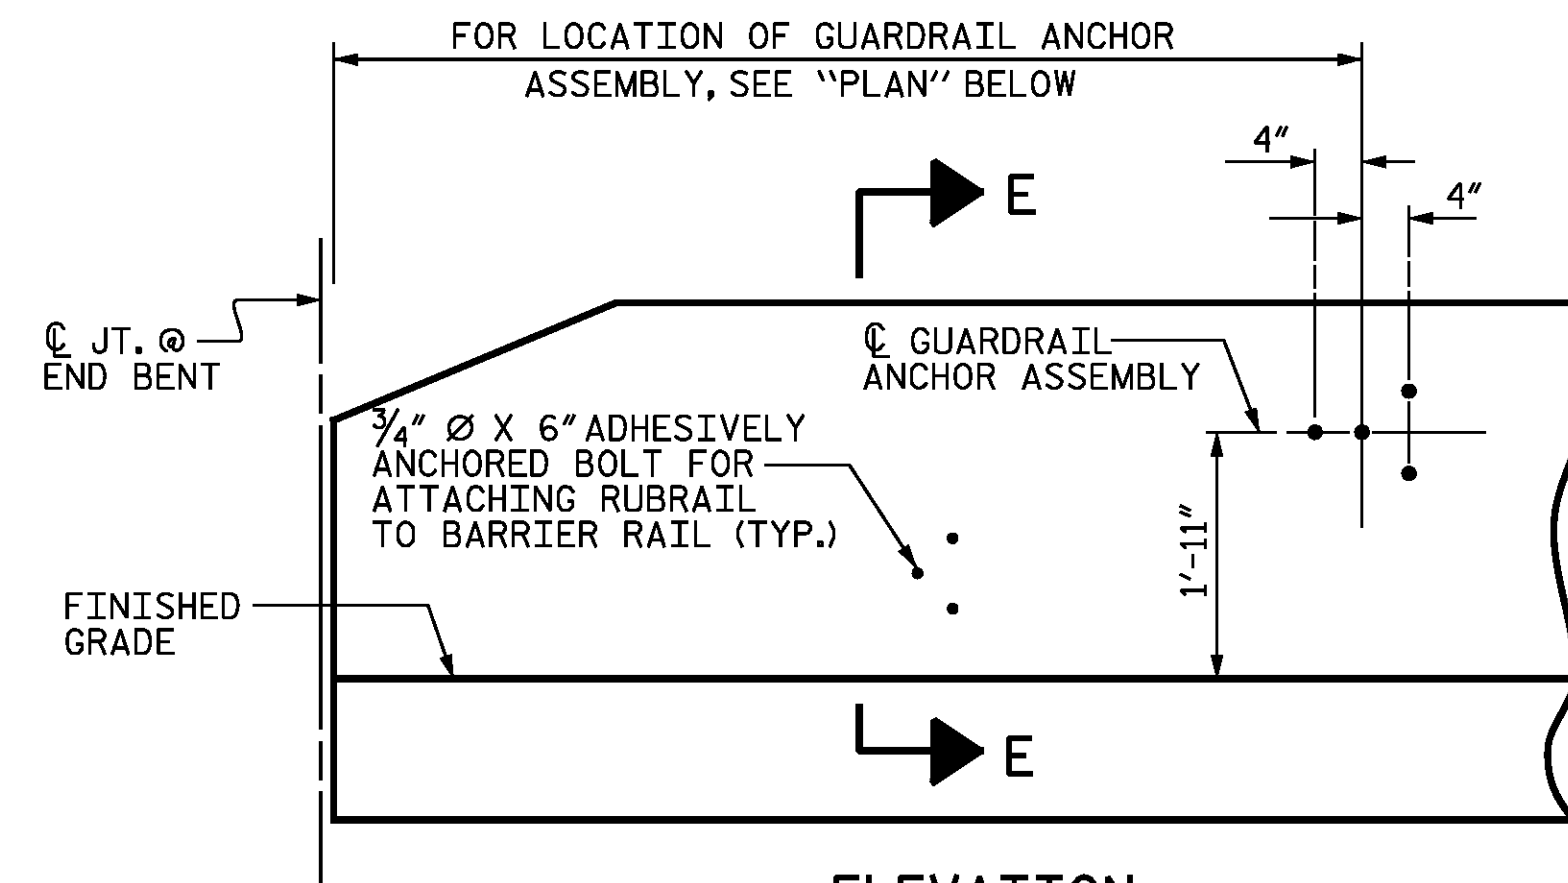 FOR LOCATION OF GUARDRAIL ANCHOR
ASSEMBLY, SEE "PLAN" BELOW
4"
4"
E
℄ JT. @
END BENT
℄ GUARDRAIL
ANCHOR ASSEMBLY
3/4" Ø X 6" ADHESIVELY
ANCHORED BOLT FOR
ATTACHING RUBRAIL
TO BARRIER RAIL (TYP.)
1'-11"
FINISHED
GRADE
E
ELEVATION